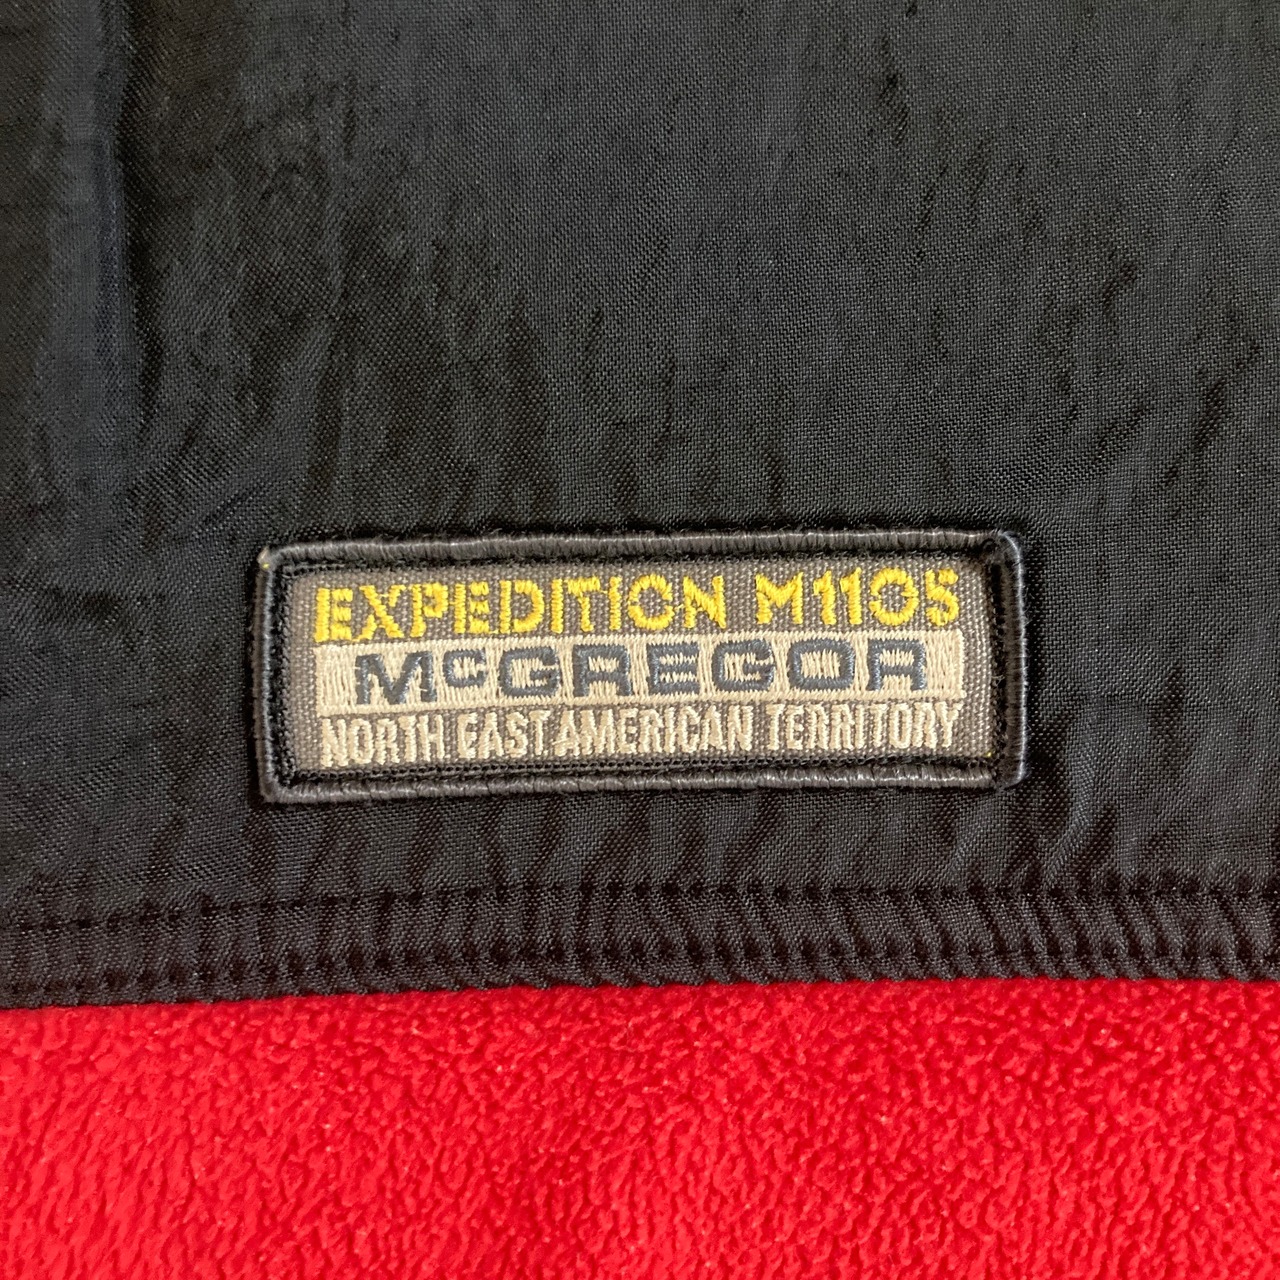 EXPEDITION M1105
McGREGOR
NORTH EAST AMERICAN TERRITORY